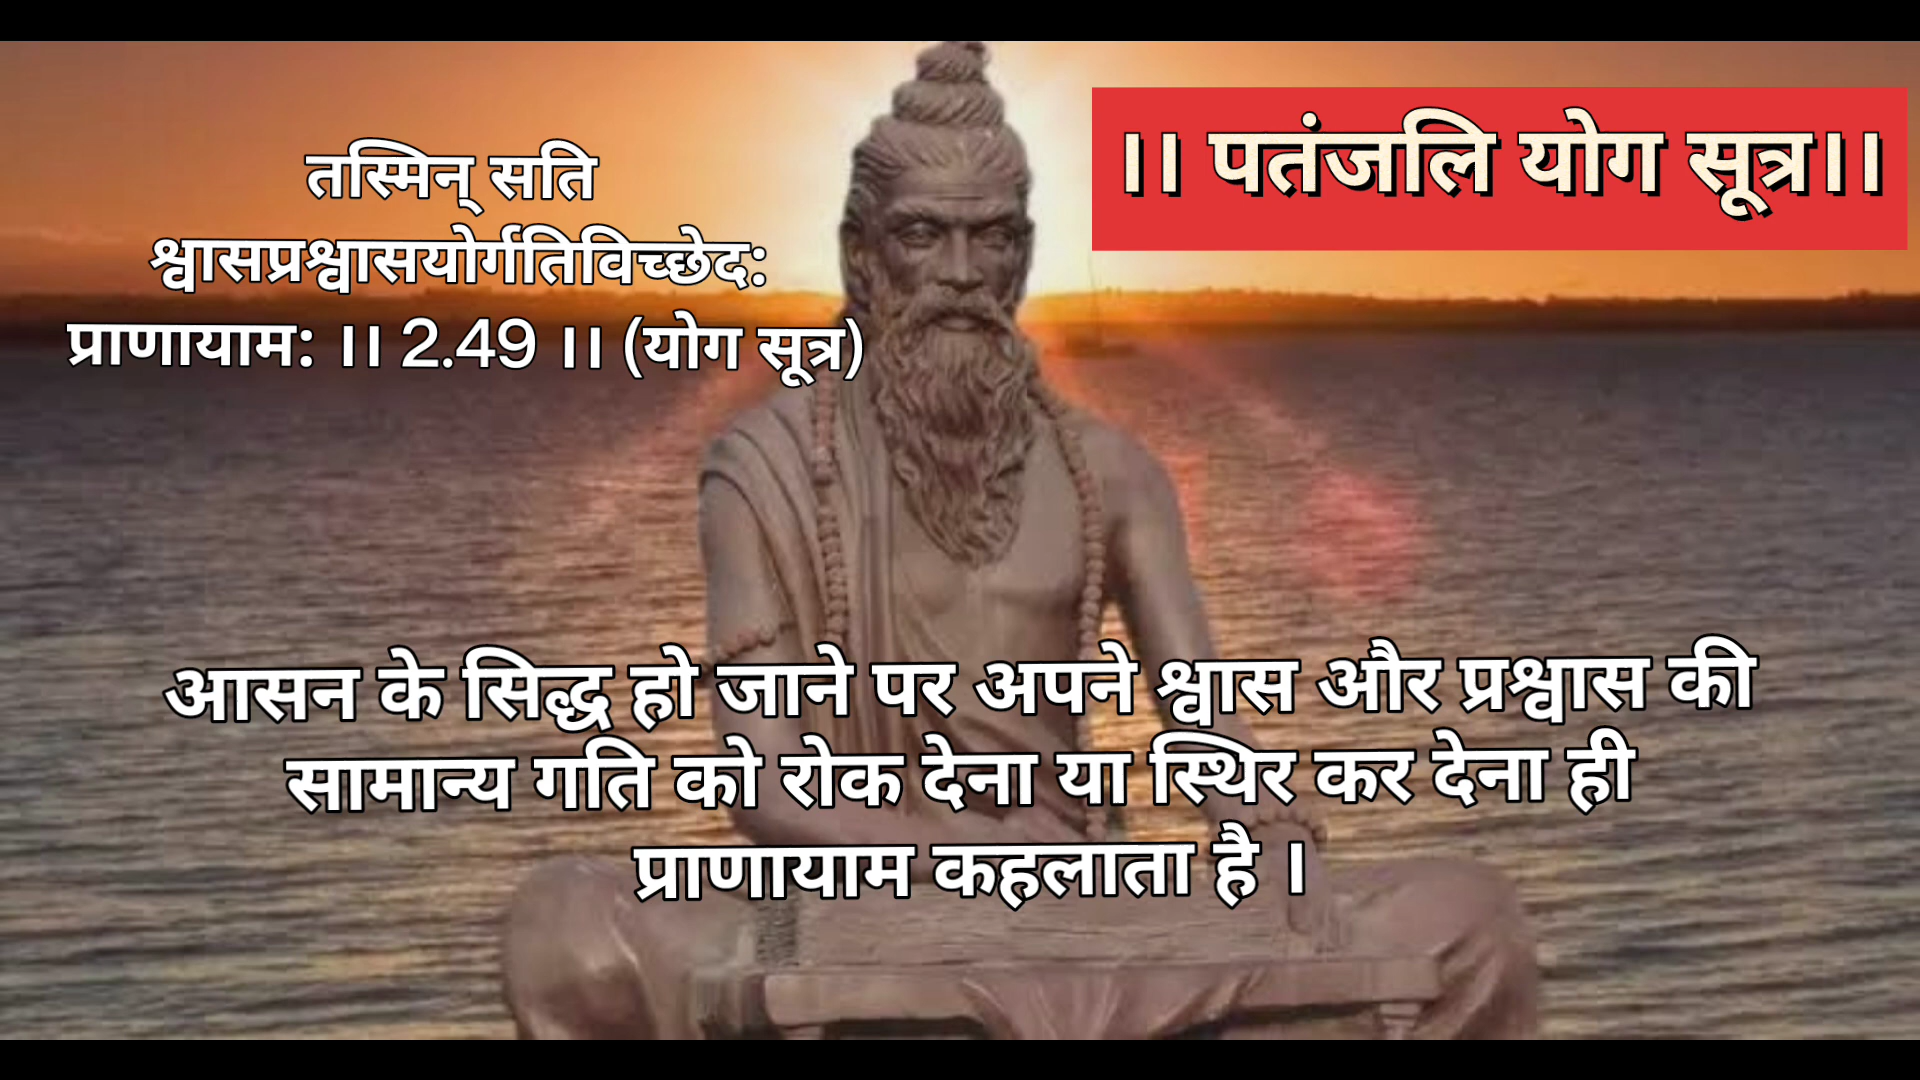 ।। पतंजलि योग सूत्र।।
तस्मिन् सति
श्वासप्रश्वासयोर्गतिविच्छेद:
प्राणायाम: ।। 2.49 ।। (योग सूत्र)
आसन के सिद्ध हो जाने पर अपने श्वास और प्रश्वास की
सामान्य गति को रोक देना या स्थिर कर देना ही
प्राणायाम कहलाता है ।